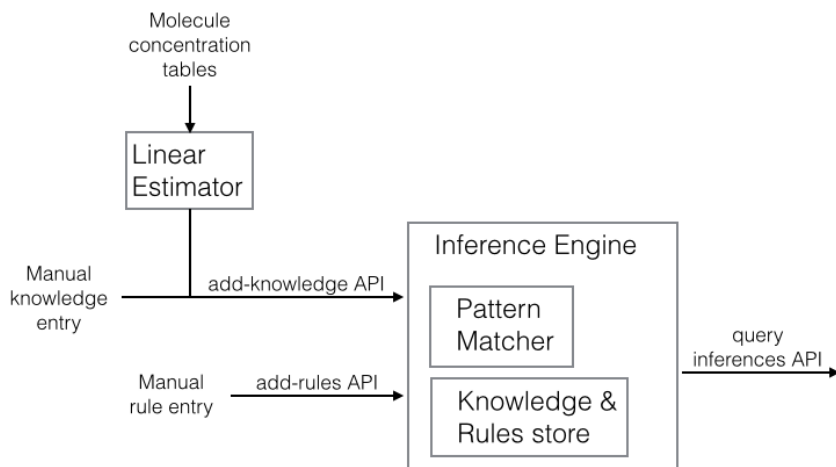 Molecule
concentration
tables
Linear
Estimator
Inference Engine
Manual
knowledge
entry
add-knowledge API
Pattern
Matcher
query
inferences API
Manual
rule entry
add-rules API
Knowledge &
Rules store